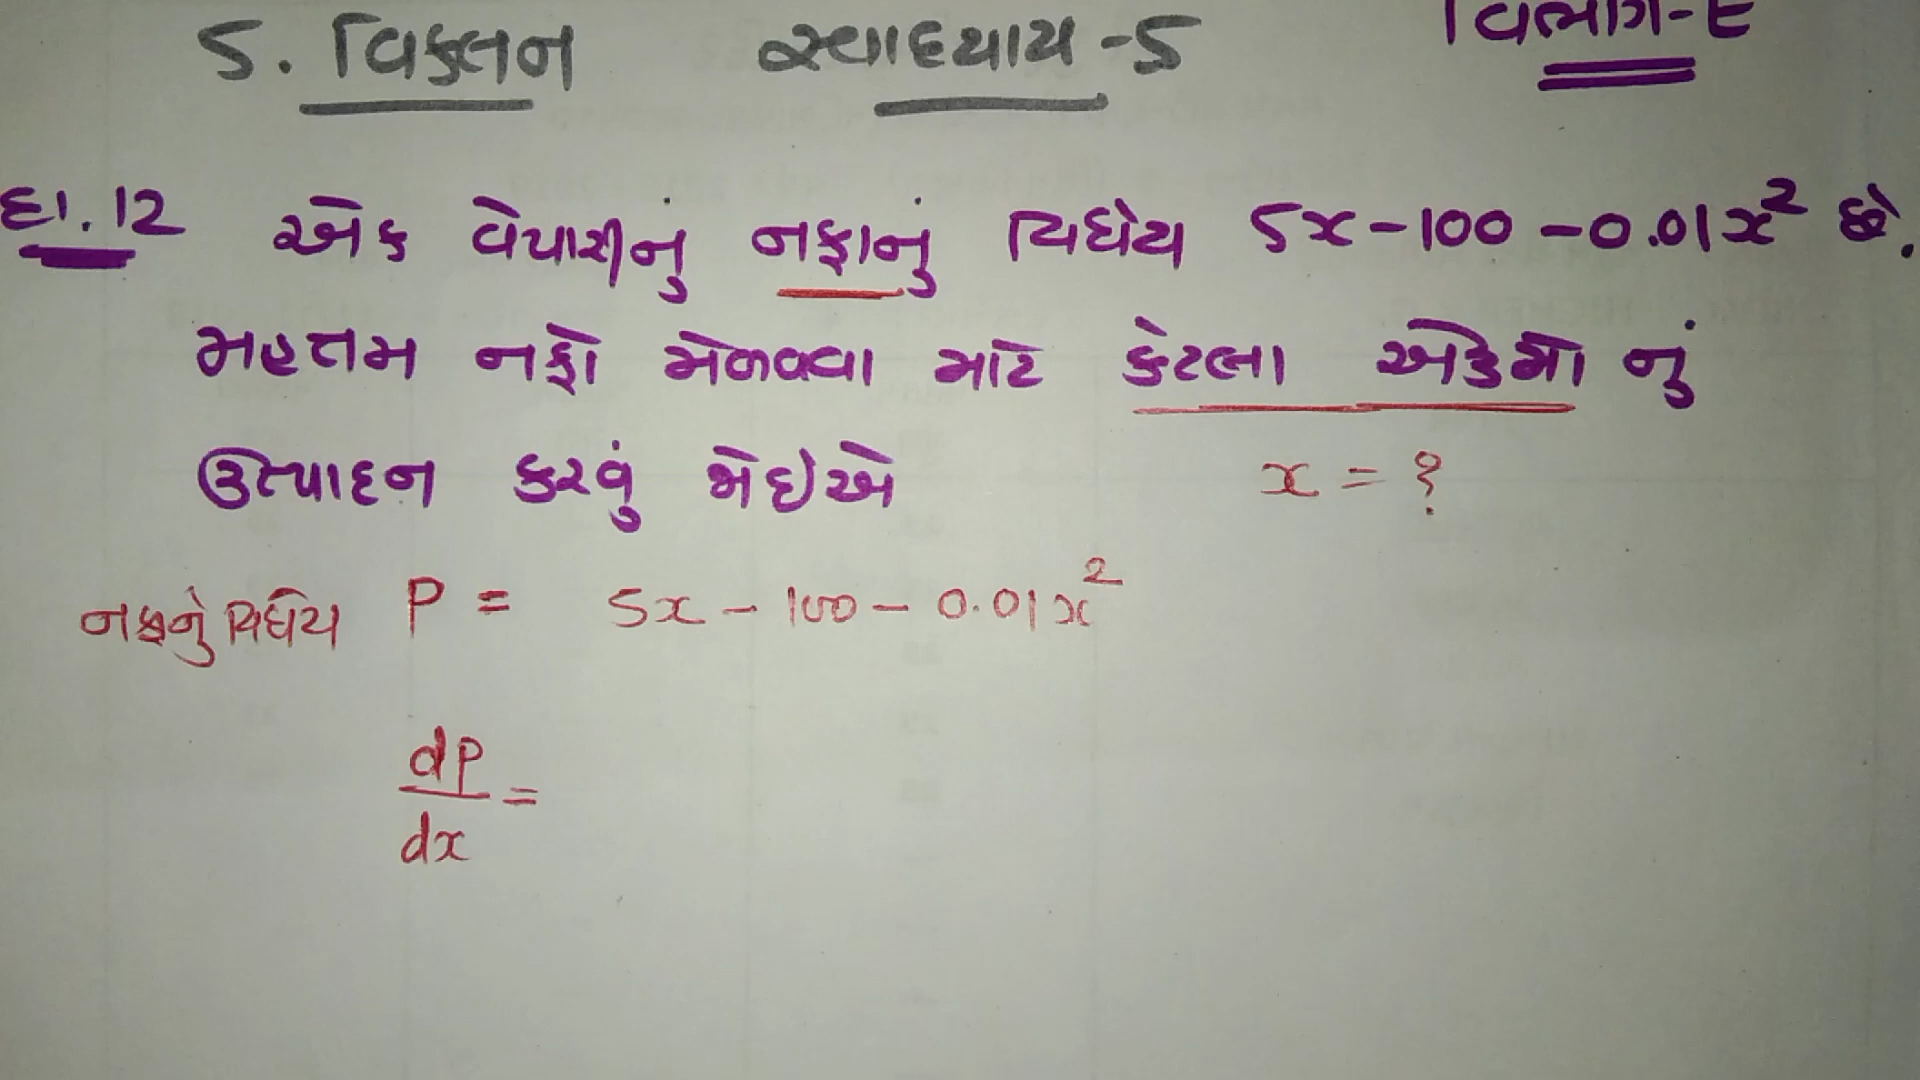 5. વિકલન સ્વાધ્યાય-5 વિભાગ-E
દા.12 એક વેપારીનું નફાનું વિધેય 5x-100-0.01x² છે.
મહત્તમ નફો મેળવવા માટે કેટલા એકમો નું
ઉત્પાદન કરવું જોઇએ x = ?
નફાનું વિધેય P = 5x - 100 - 0.01x²
dp
dx =